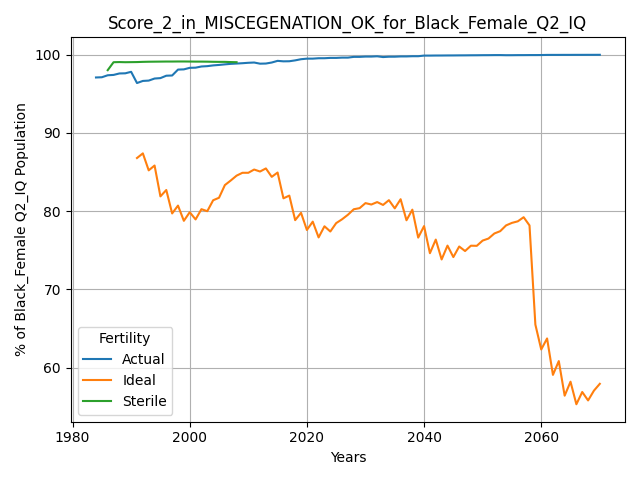 Score_2_in_MISCEGENATION_OK_for_Black_Female_Q2_IQ
% of Black_Female Q2_IQ Population
100
90
80
70
60
Fertility
Actual
Ideal
Sterile
1980 2000 2020 2040 2060
Years